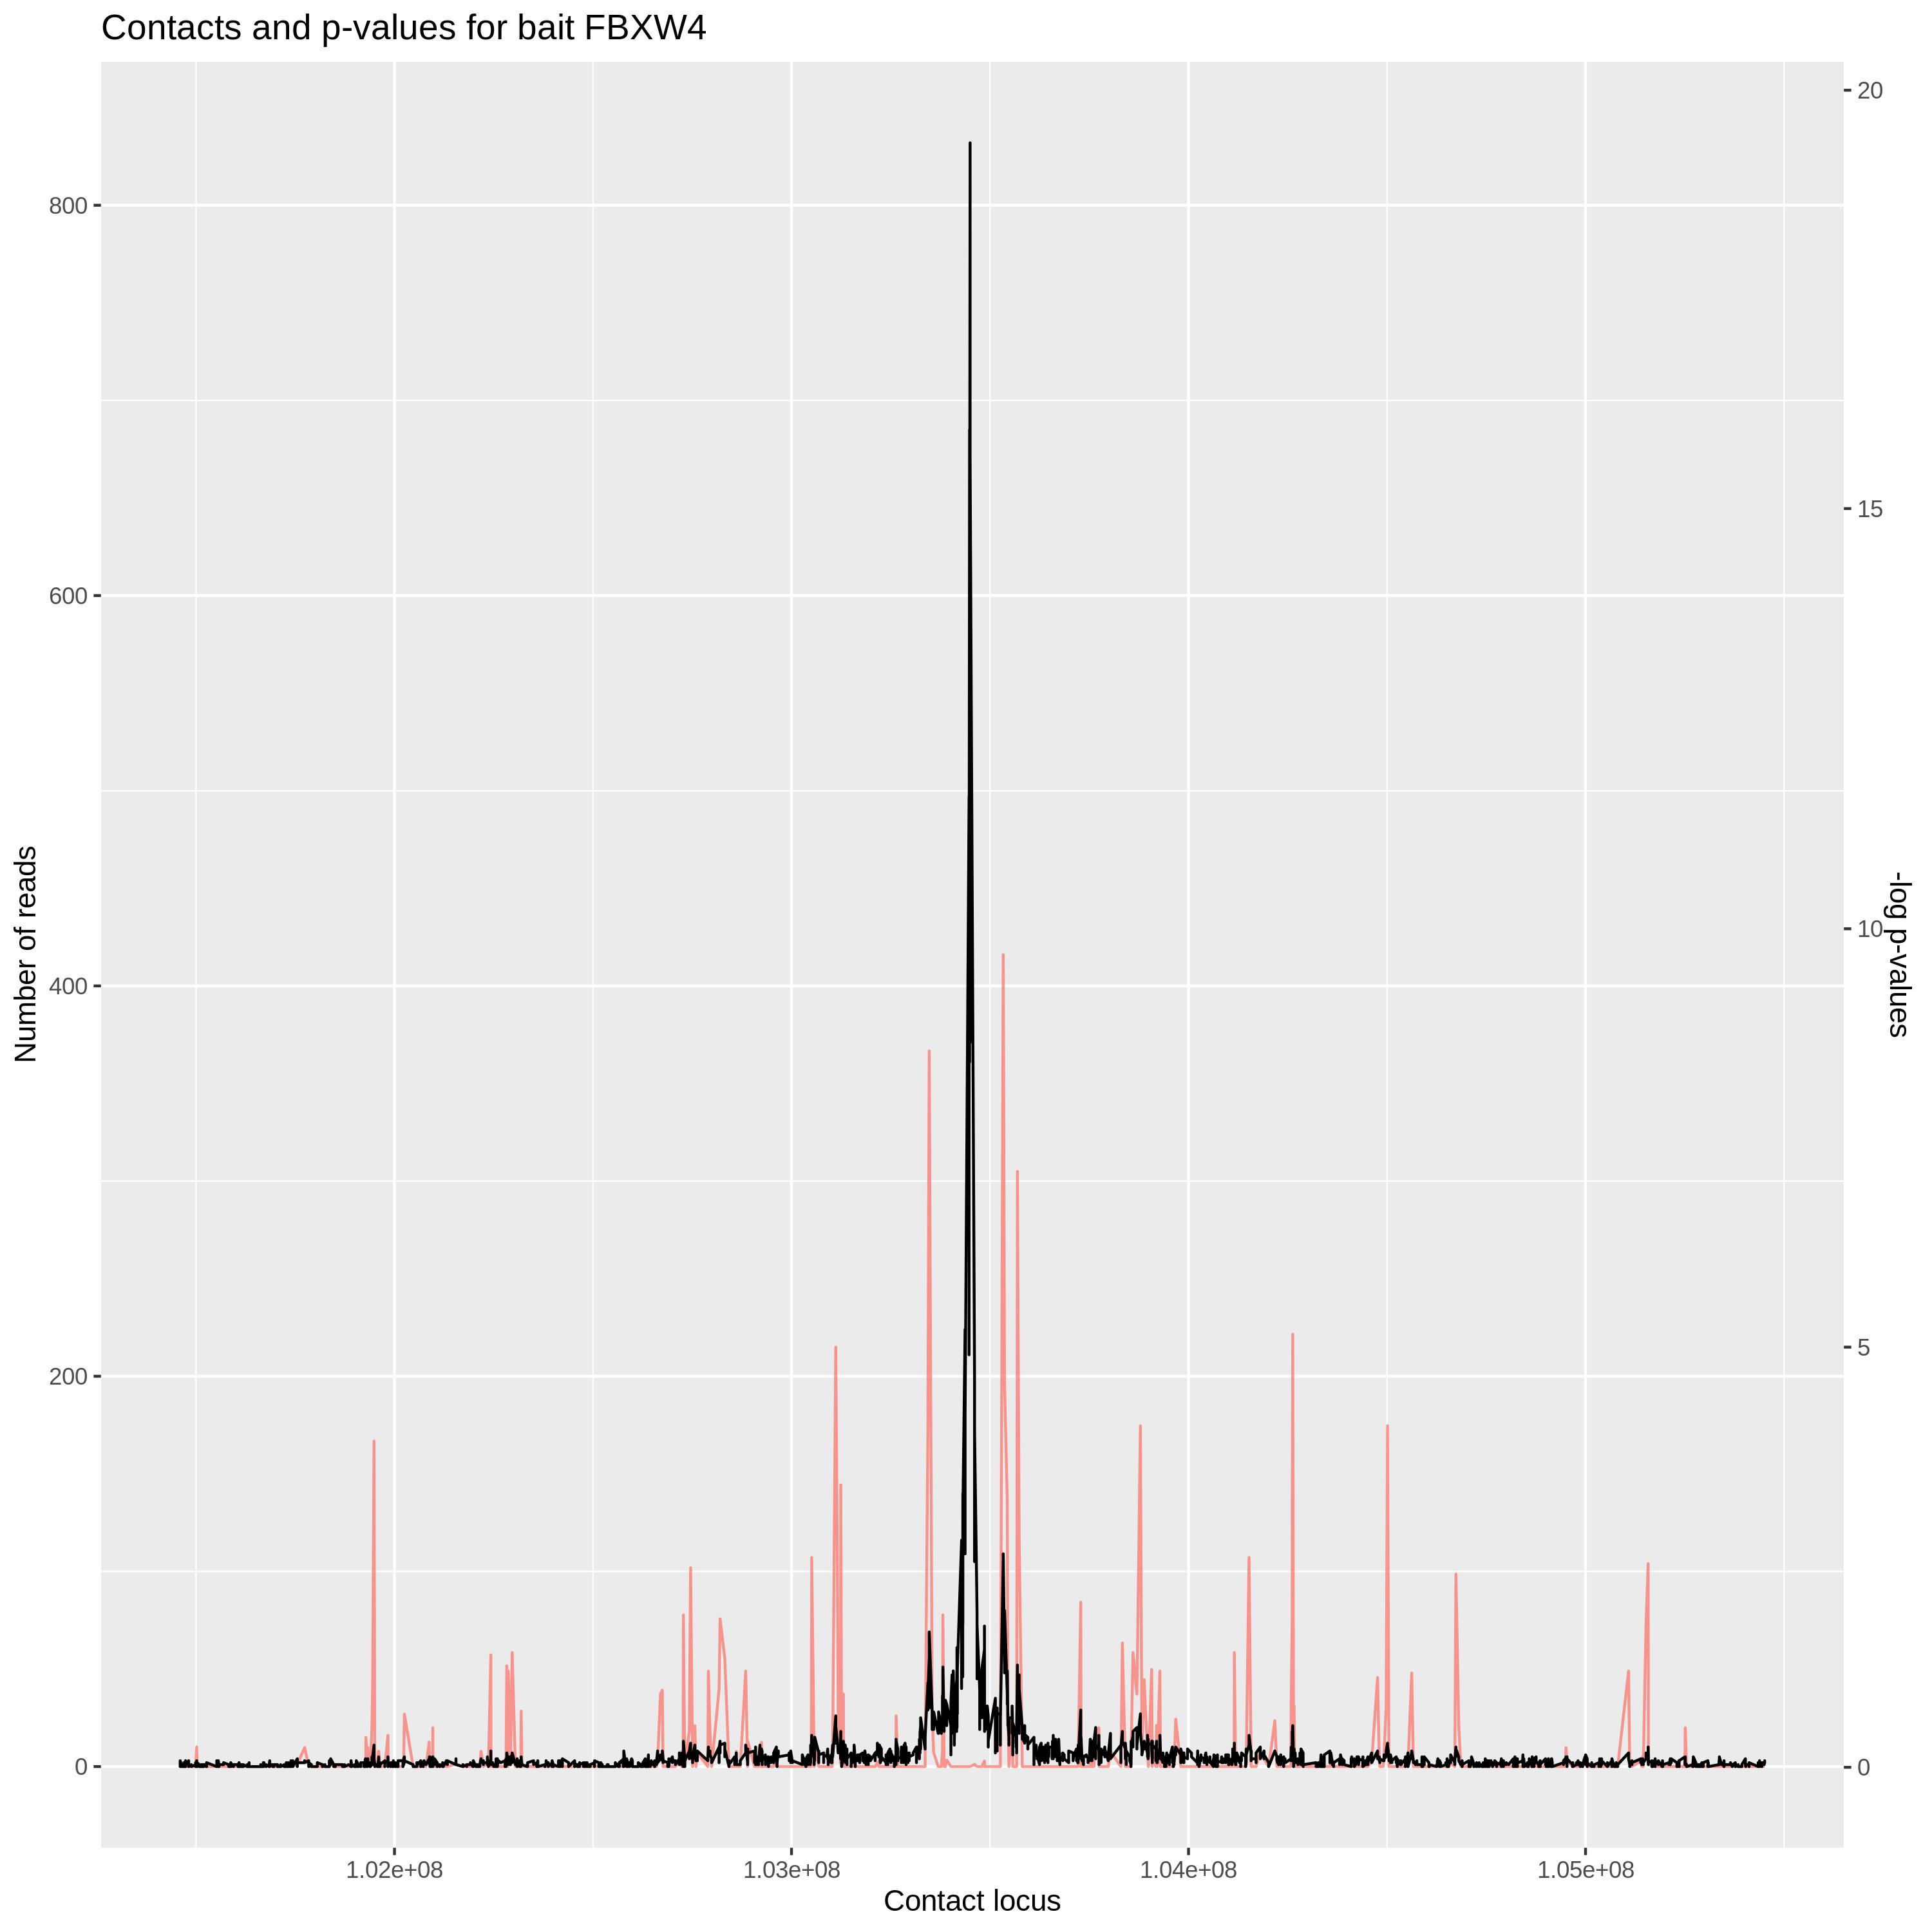 Contacts and p-values for bait FBXW4
Number of reads
800
600
400
200
0
20
15
10
5
0
-log p-values
1.02e+08
1.03e+08
1.04e+08
1.05e+08
Contact locus